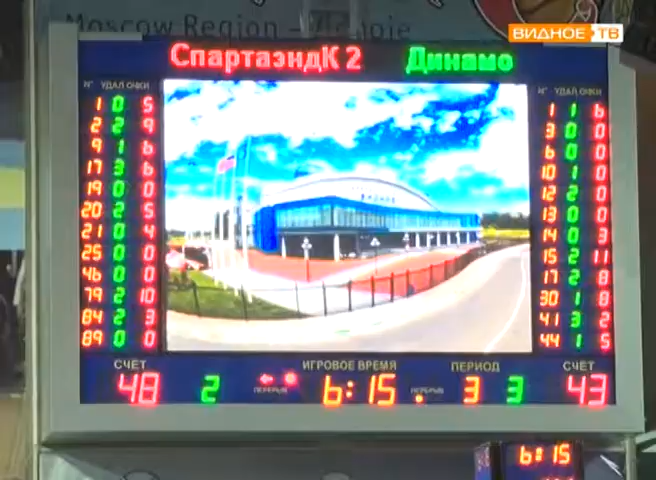 Moscow Region - Vidnoje
ВИДНОЕ ТВ
СпартаэндК 2 Динамо
N° УДАЛ ОЧКИ N° УДАЛ ОЧКИ
1 0 5 1 1 6
2 2 9 3 0 0
9 1 6 6 0 0
17 3 6 10 1 0
19 0 0 12 2 0
20 2 5 13 0 0
21 0 4 14 0 3
25 0 0 15 2 11
46 0 0 17 2 8
79 2 10 30 1 8
84 2 3 41 3 2
89 0 0 44 1 5
СЧЕТ ИГРОВОЕ ВРЕМЯ ПЕРИОД СЧЕТ
48 2 ПЕРЕРЫВ 6:15 ПЕРЕРЫВ 3 3 43
6:15